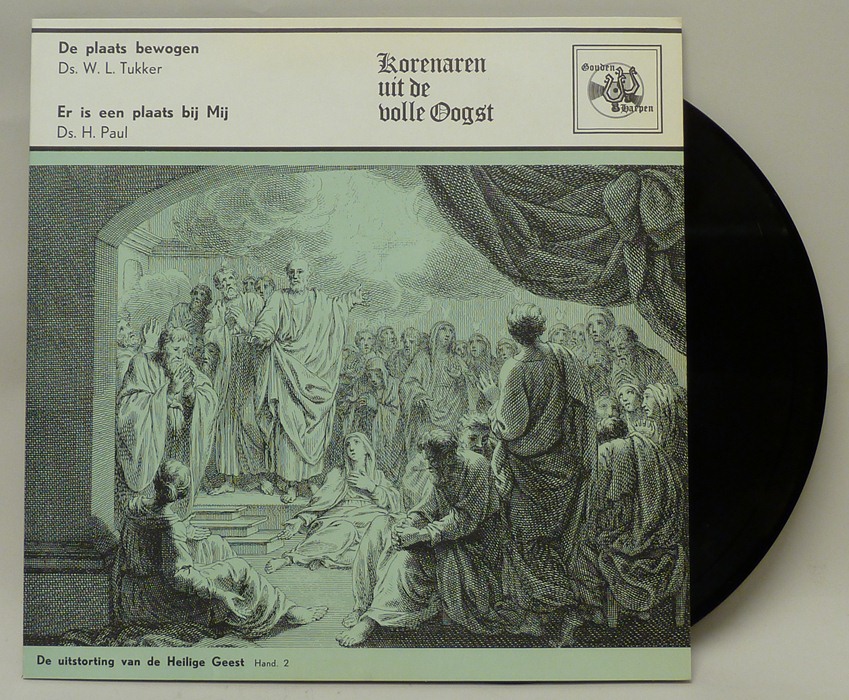 De plaats bewogen
Ds. W. L. Tukker
Er is een plaats bij Mij
Ds. H. Paul
Korenaren
uit de
volle Oogst
Gouden
Harpen
De uitstorting van de Heilige Geest Hand. 2